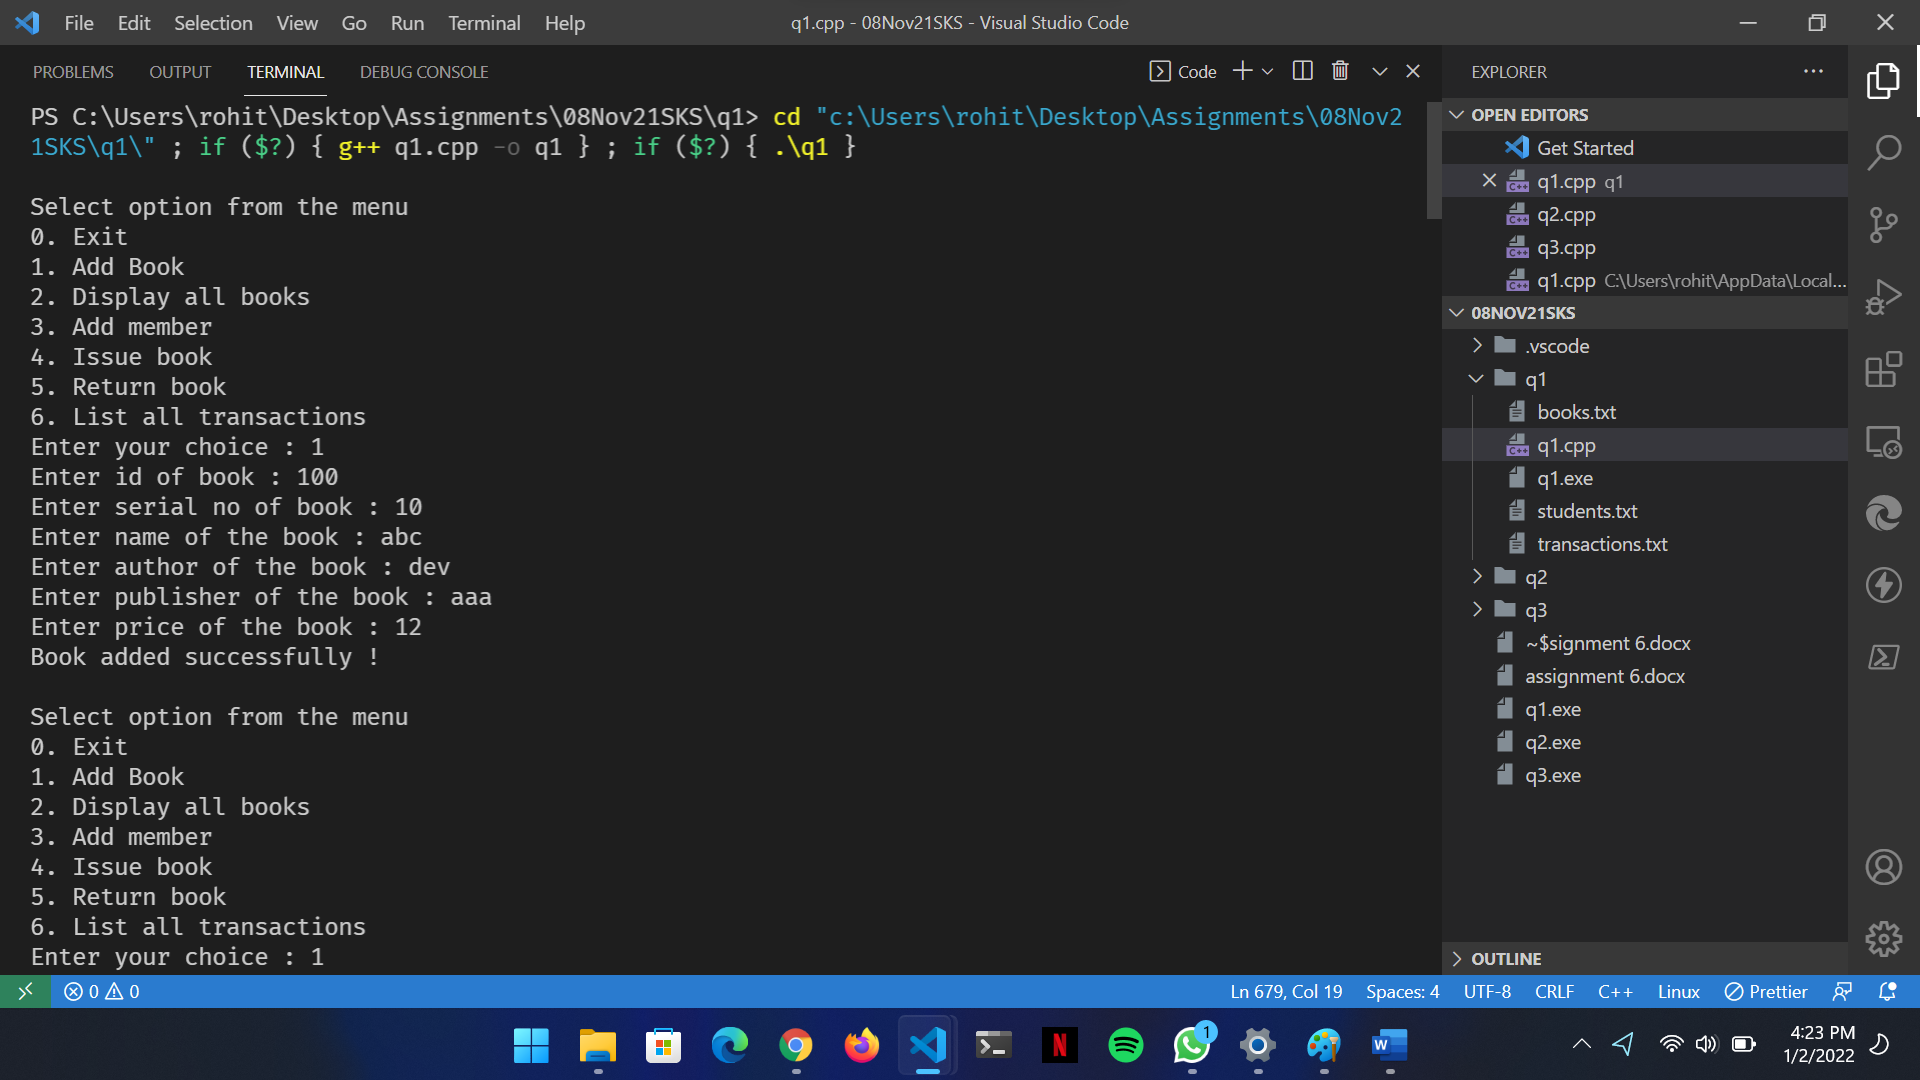 File Edit Selection View Go Run Terminal Help
q1.cpp - 08Nov21SKS - Visual Studio Code
PROBLEMS OUTPUT TERMINAL DEBUG CONSOLE
Code
PS C:\Users\rohit\Desktop\Assignments\08Nov21SKS\q1> cd "c:\Users\rohit\Desktop\Assignments\08Nov2
1SKS\q1\" ; if ($?) { g++ q1.cpp -o q1 } ; if ($?) { .\q1 }
Select option from the menu
0. Exit
1. Add Book
2. Display all books
3. Add member
4. Issue book
5. Return book
6. List all transactions
Enter your choice : 1
Enter id of book : 100
Enter serial no of book : 10
Enter name of the book : abc
Enter author of the book : dev
Enter publisher of the book : aaa
Enter price of the book : 12
Book added successfully !
Select option from the menu
0. Exit
1. Add Book
2. Display all books
3. Add member
4. Issue book
5. Return book
6. List all transactions
Enter your choice : 1
EXPLORER
OPEN EDITORS
Get Started
q1.cpp q1
q2.cpp
q3.cpp
q1.cpp C:\Users\rohit\AppData\Local...
08NOV21SKS
.vscode
q1
books.txt
q1.cpp
q1.exe
students.txt
transactions.txt
q2
q3
~$signment 6.docx
assignment 6.docx
q1.exe
q2.exe
q3.exe
OUTLINE
0 0
Ln 679, Col 19 Spaces: 4 UTF-8 CRLF C++ Linux Prettier
1
4:23 PM
1/2/2022